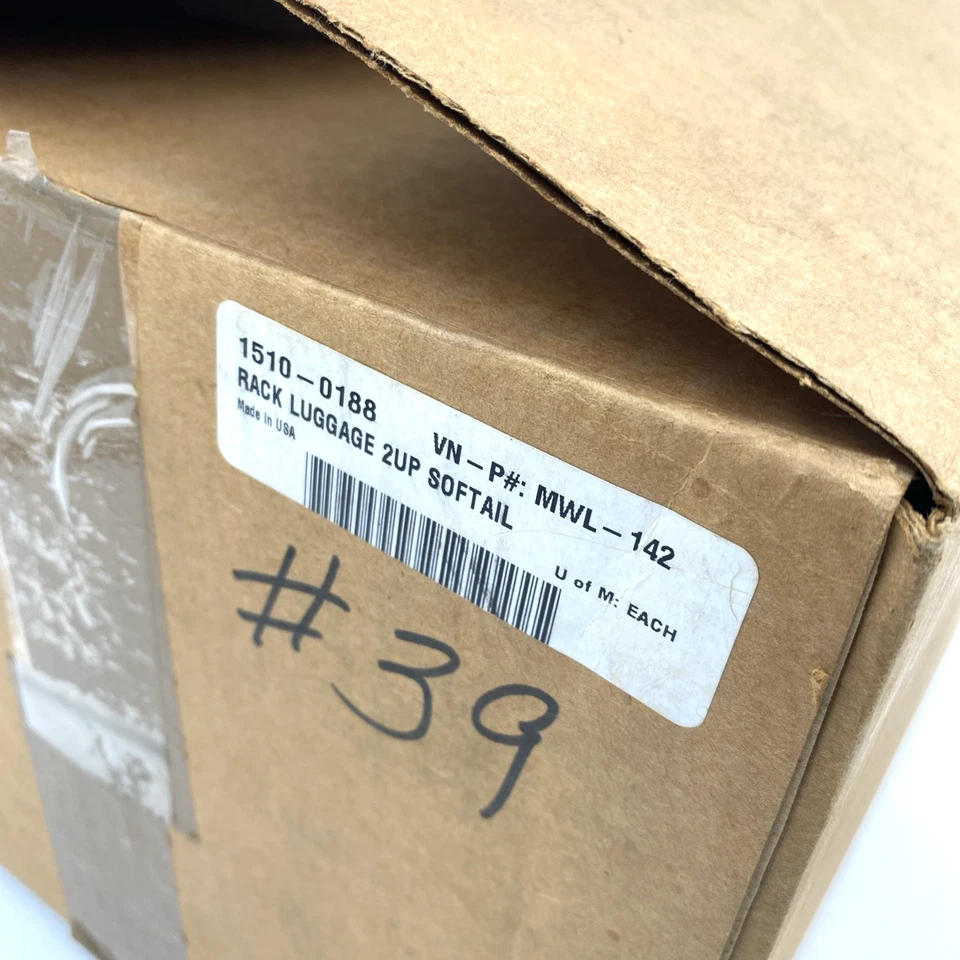 1510-0188
VN-P#: MWL-142
RACK LUGGAGE 2UP SOFTAIL
Made in USA
U of M: EACH
#39